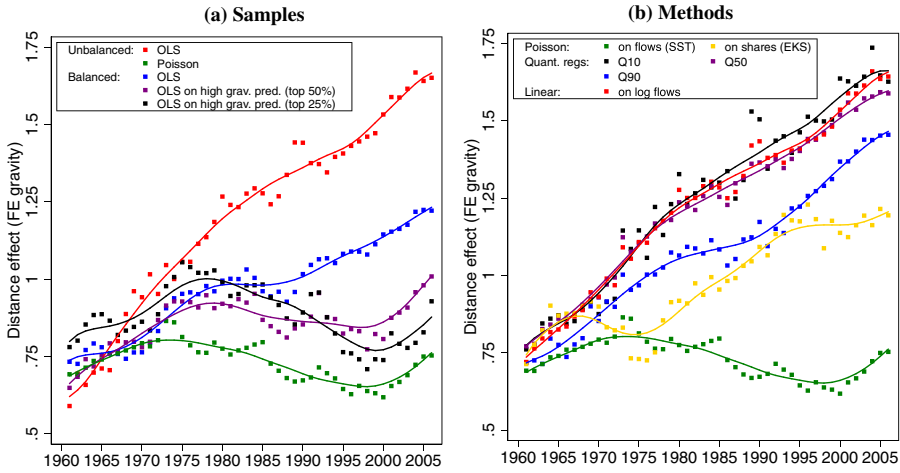 (a) Samples
Unbalanced: OLS
Poisson
Balanced: OLS
OLS on high grav. pred. (top 50%)
OLS on high grav. pred. (top 25%)
Distance effect (FE gravity)
1.75
1.5
1.25
1
.75
.5
1960 1965 1970 1975 1980 1985 1990 1995 2000 2005
(b) Methods
Poisson: on flows (SST) on shares (EKS)
Quant. regs: Q10 Q50
Q90
Linear: on log flows
Distance effect (FE gravity)
1.75
1.5
1.25
1
.75
.5
1960 1965 1970 1975 1980 1985 1990 1995 2000 2005